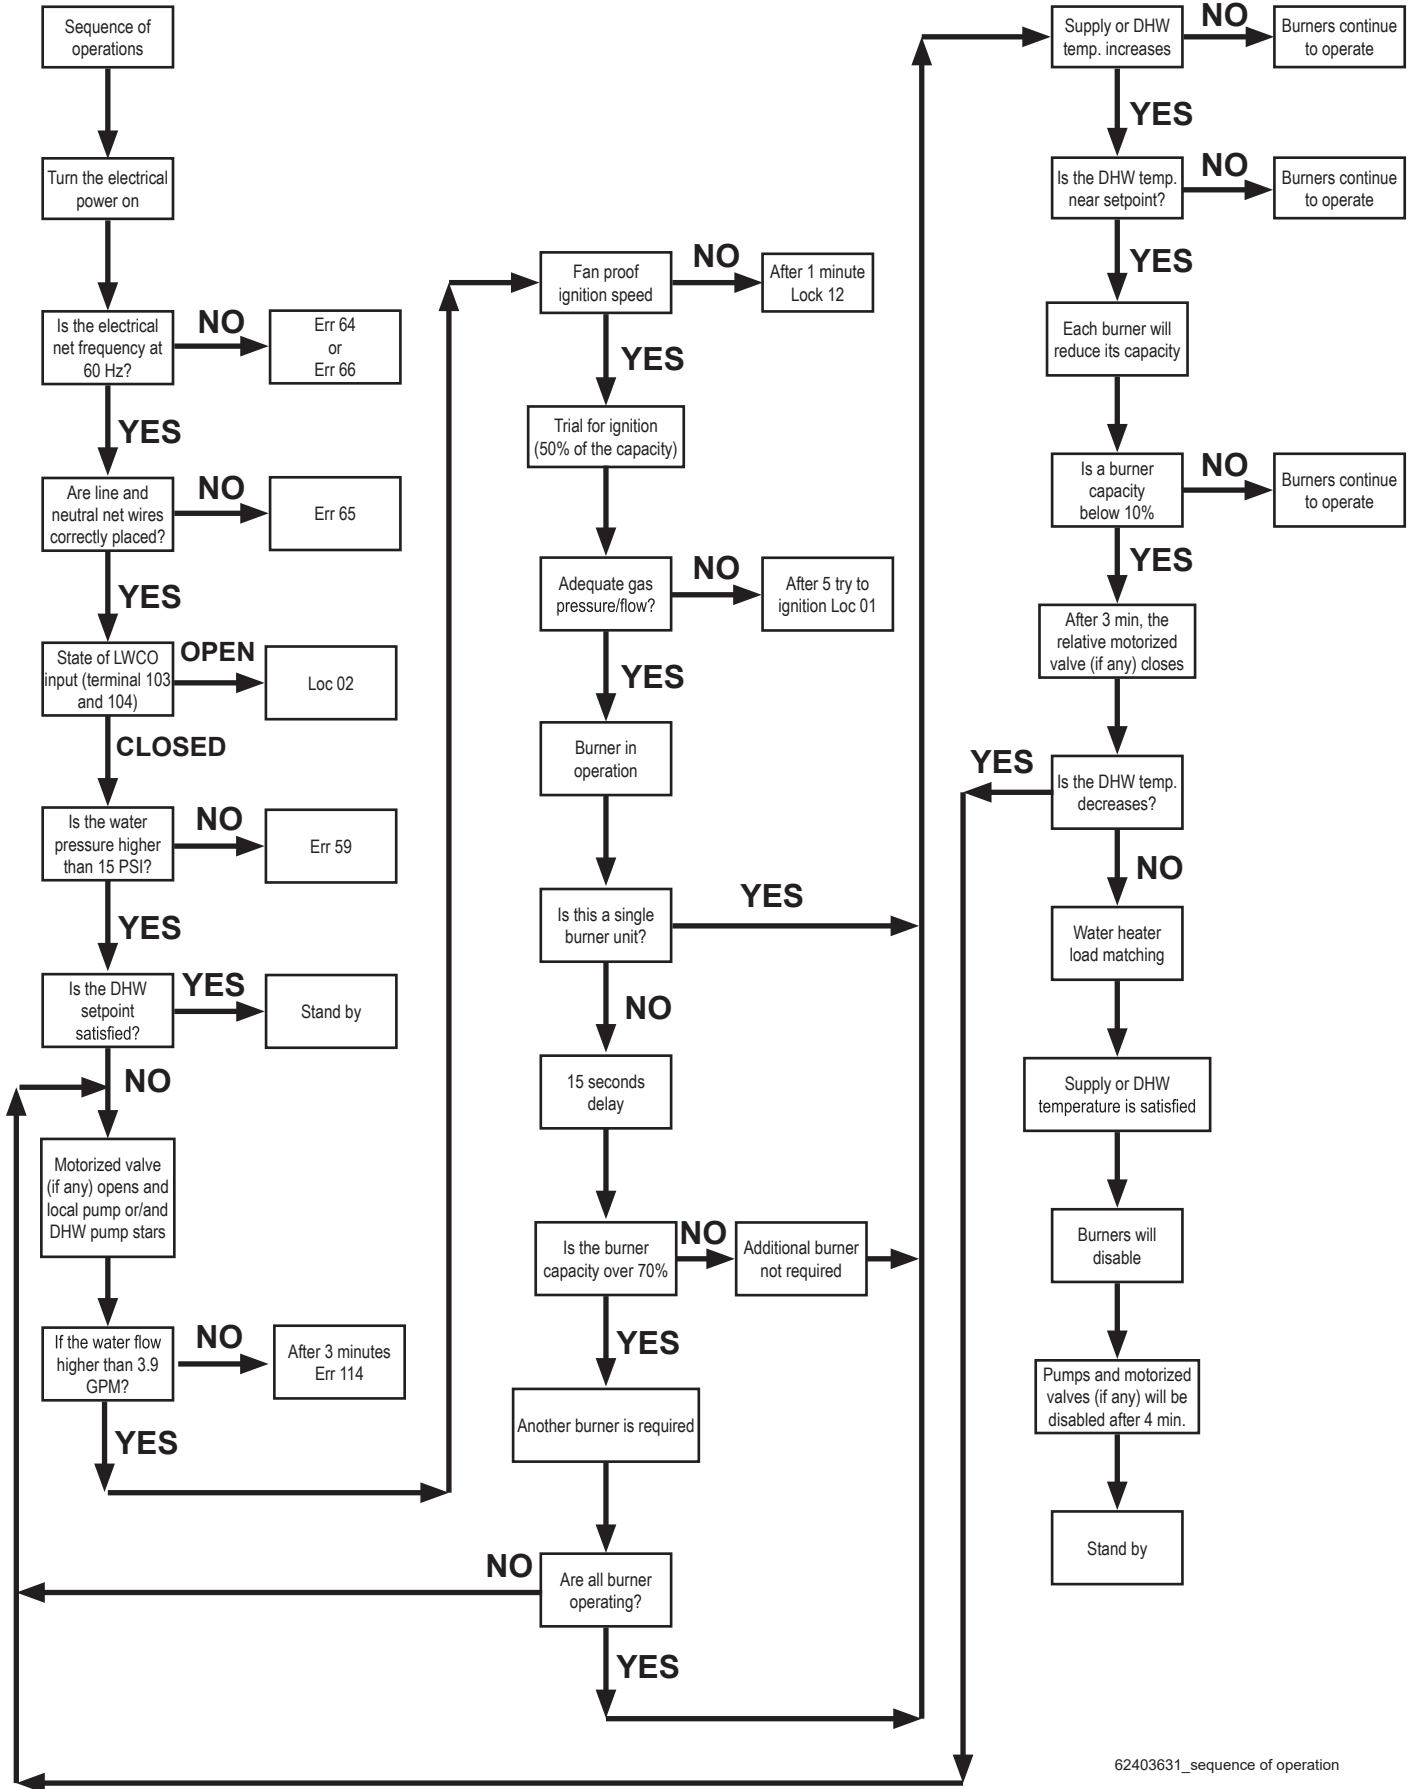 Sequence of
operations
Turn the electrical
power on
Is the electrical
net frequency at
60 Hz?
NO
Err 64
or
Err 66
YES
Are line and
neutral net wires
correctly placed?
NO
Err 65
YES
State of LWCO
input (terminal 103
and 104)
OPEN
Loc 02
CLOSED
Is the water
pressure higher
than 15 PSI?
NO
Err 59
YES
Is the DHW
setpoint
satisfied?
YES
Stand by
NO
Motorized valve
(if any) opens and
local pump or/and
DHW pump stars
If the water flow
higher than 3.9
GPM?
NO
After 3 minutes
Err 114
YES
Fan proof
ignition speed
NO
After 1 minute
Lock 12
YES
Trial for ignition
(50% of the capacity)
Adequate gas
pressure/flow?
NO
After 5 try to
ignition Loc 01
YES
Burner in
operation
Is this a single
burner unit?
YES
NO
15 seconds
delay
Is the burner
capacity over 70%
NO
Additional burner
not required
YES
Another burner is required
Are all burner
operating?
NO
YES
Supply or DHW
temp. increases
NO
Burners continue
to operate
YES
Is the DHW temp.
near setpoint?
NO
Burners continue
to operate
YES
Each burner will
reduce its capacity
Is a burner
capacity
below 10%
NO
Burners continue
to operate
YES
After 3 min, the
relative motorized
valve (if any) closes
Is the DHW temp.
decreases?
YES
NO
Water heater
load matching
Supply or DHW
temperature is satisfied
Burners will
disable
Pumps and motorized
valves (if any) will be
disabled after 4 min.
Stand by
62403631_sequence of operation